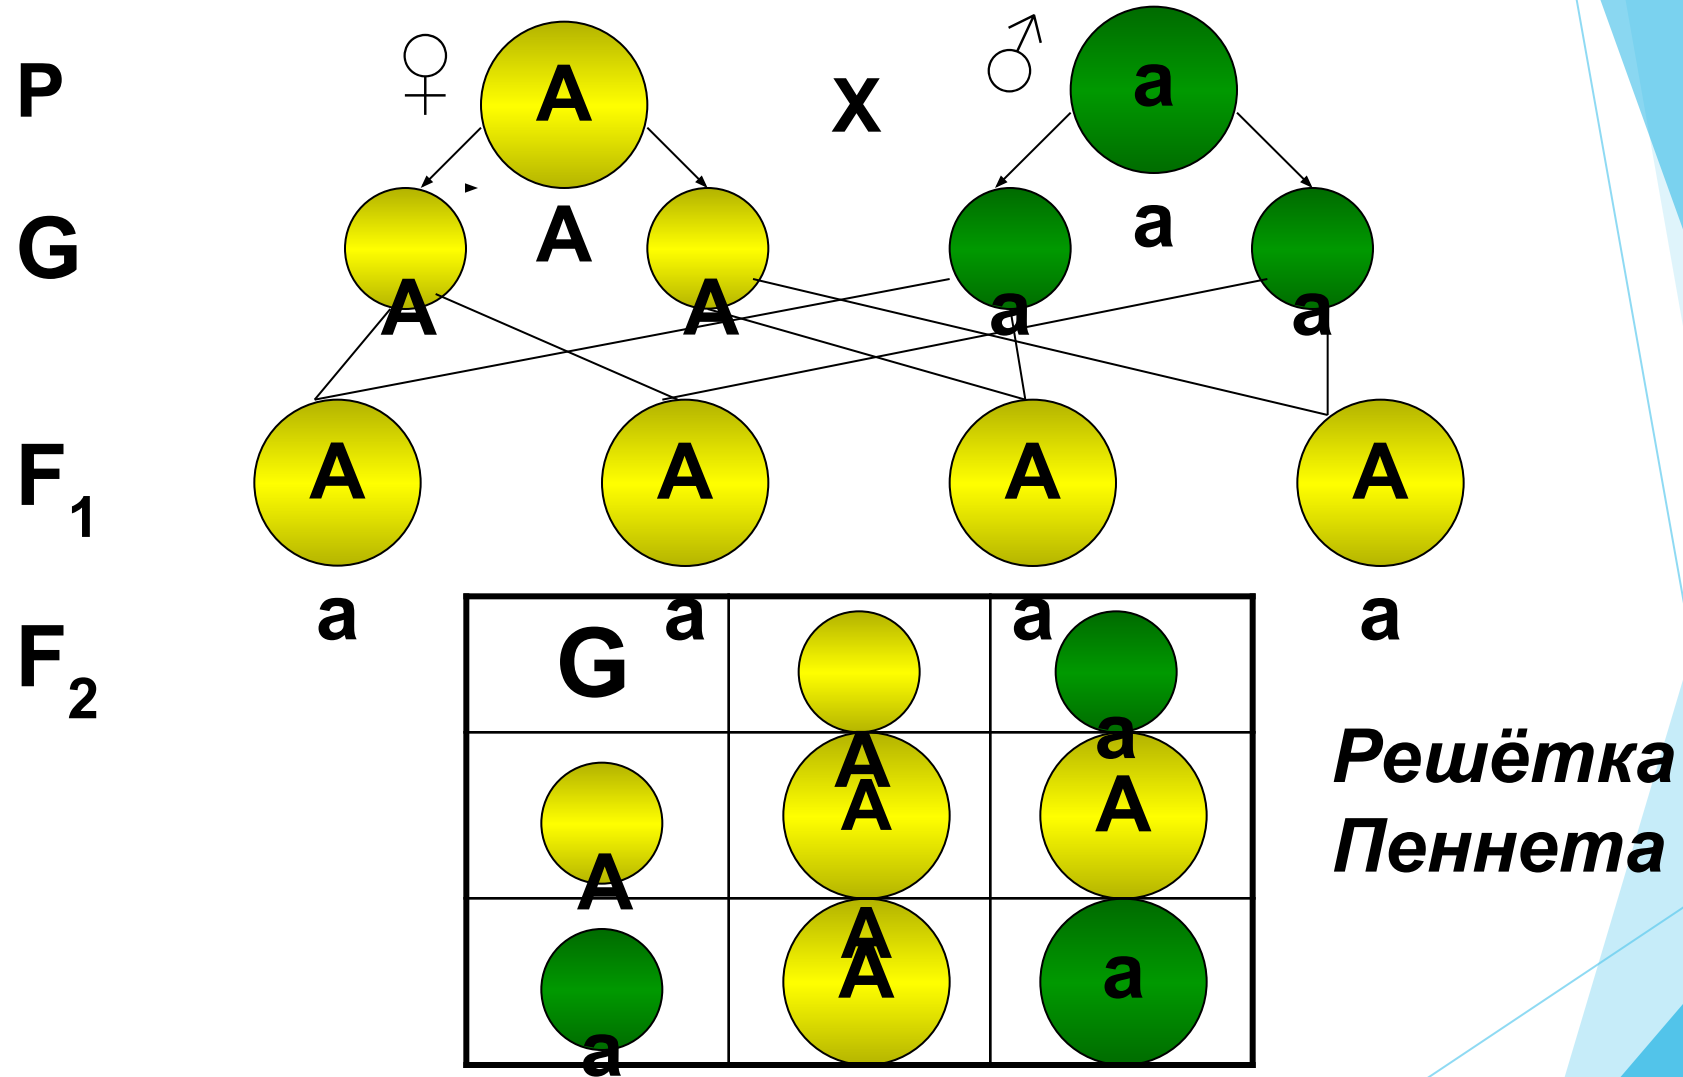 P ♀ A X ♂ a
G A a
A A a a
F1 A A A A
a a a a
F2 G
A a
A A
A
A A a
a
Решётка
Пеннета